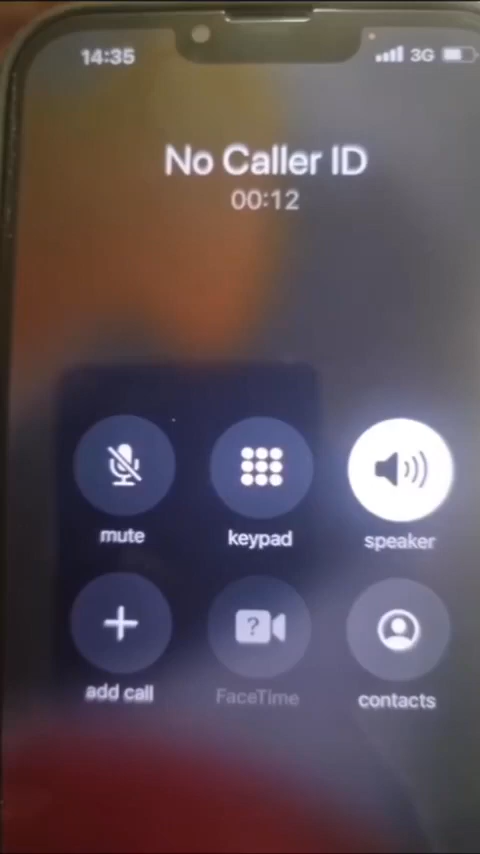 14:35 3G
No Caller ID
00:12
mute keypad speaker
?
add call FaceTime contacts